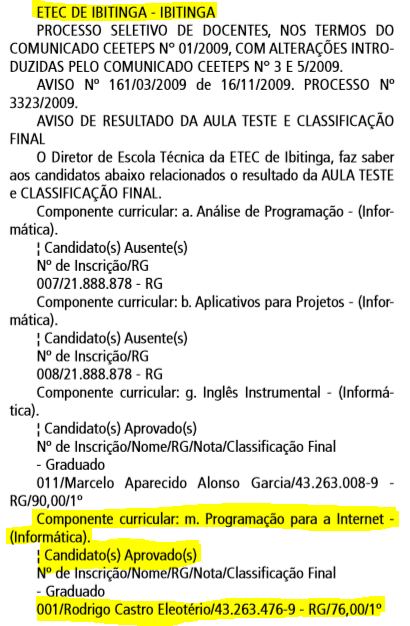 ETEC DE IBITINGA - IBITINGA
PROCESSO SELETIVO DE DOCENTES, NOS TERMOS DO
COMUNICADO CEETEPS Nº 01/2009, COM ALTERAÇÕES INTRO-
DUZIDAS PELO COMUNICADO CEETEPS Nº 3 E 5/2009.
AVISO Nº 161/03/2009 de 16/11/2009. PROCESSO Nº
3323/2009.
AVISO DE RESULTADO DA AULA TESTE E CLASSIFICAÇÃO
FINAL
O Diretor de Escola Técnica da ETEC de Ibitinga, faz saber
aos candidatos abaixo relacionados o resultado da AULA TESTE
e CLASSIFICAÇÃO FINAL.
Componente curricular: a. Análise de Programação - (Infor-
mática).
¦ Candidato(s) Ausente(s)
Nº de Inscrição/RG
007/21.888.878 - RG
Componente curricular: b. Aplicativos para Projetos - (Infor-
mática).
¦ Candidato(s) Ausente(s)
Nº de Inscrição/RG
008/21.888.878 - RG
Componente curricular: g. Inglês Instrumental - (Informá-
tica).
¦ Candidato(s) Aprovado(s)
Nº de Inscrição/Nome/RG/Nota/Classificação Final
- Graduado
011/Marcelo Aparecido Alonso Garcia/43.263.008-9 -
RG/90,00/1º
Componente curricular: m. Programação para a Internet -
(Informática).
¦ Candidato(s) Aprovado(s)
Nº de Inscrição/Nome/RG/Nota/Classificação Final
- Graduado
001/Rodrigo Castro Eleotério/43.263.476-9 - RG/76,00/1º